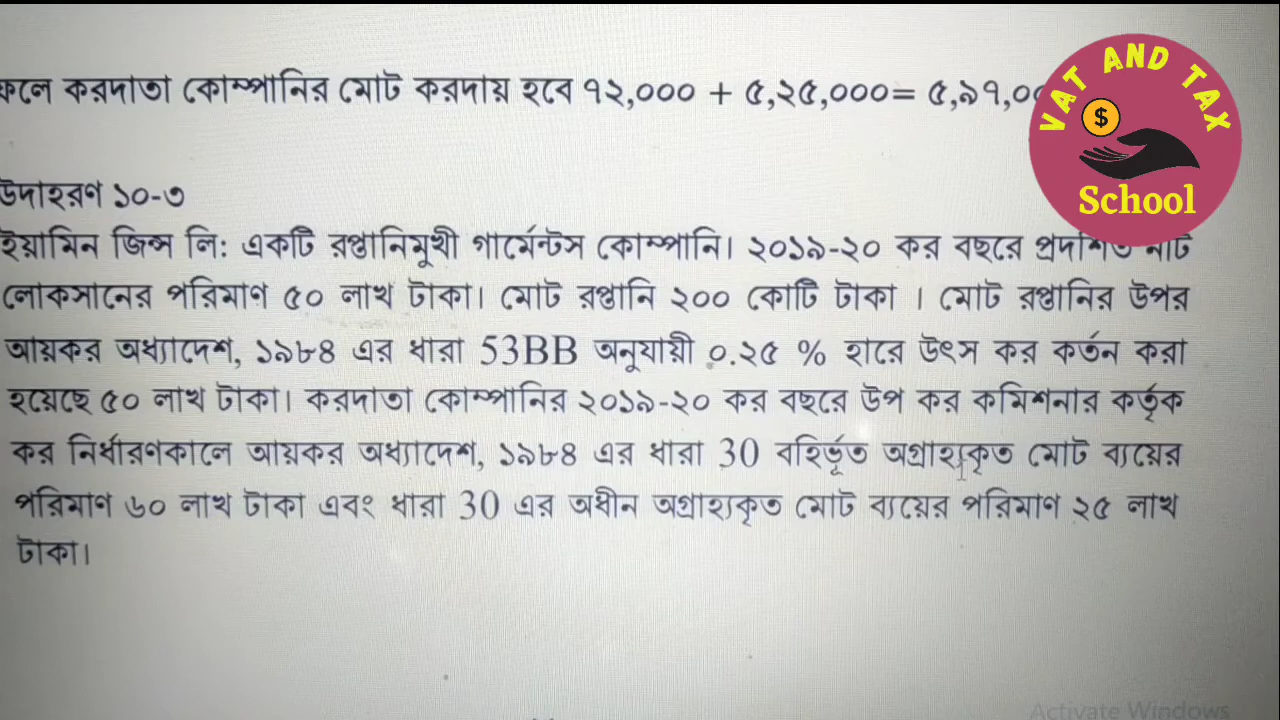 ফলে করদাতা কোম্পানির মোট করদায় হবে ৭২,০০০ + ৫,২৫,০০০= ৫,৯৭,০০
VAT AND TAX
$
School
উদাহরণ ১০-৩
ইয়ামিন জিন্স লি: একটি রপ্তানিমুখী গার্মেন্টস কোম্পানি। ২০১৯-২০ কর বছরে প্রদর্শিত নীট
লোকসানের পরিমাণ ৫০ লাখ টাকা। মোট রপ্তানি ২০০ কোটি টাকা । মোট রপ্তানির উপর
আয়কর অধ্যাদেশ, ১৯৮৪ এর ধারা 53BB অনুযায়ী ০.২৫ % হারে উৎস কর কর্তন করা
হয়েছে ৫০ লাখ টাকা। করদাতা কোম্পানির ২০১৯-২০ কর বছরে উপ কর কমিশনার কর্তৃক
কর নির্ধারণকালে আয়কর অধ্যাদেশ, ১৯৮৪ এর ধারা 30 বহির্ভূত অগ্রাহ্যকৃত মোট ব্যয়ের
পরিমাণ ৬০ লাখ টাকা এবং ধারা 30 এর অধীন অগ্রাহ্যকৃত মোট ব্যয়ের পরিমাণ ২৫ লাখ
টাকা।
Activate Windows